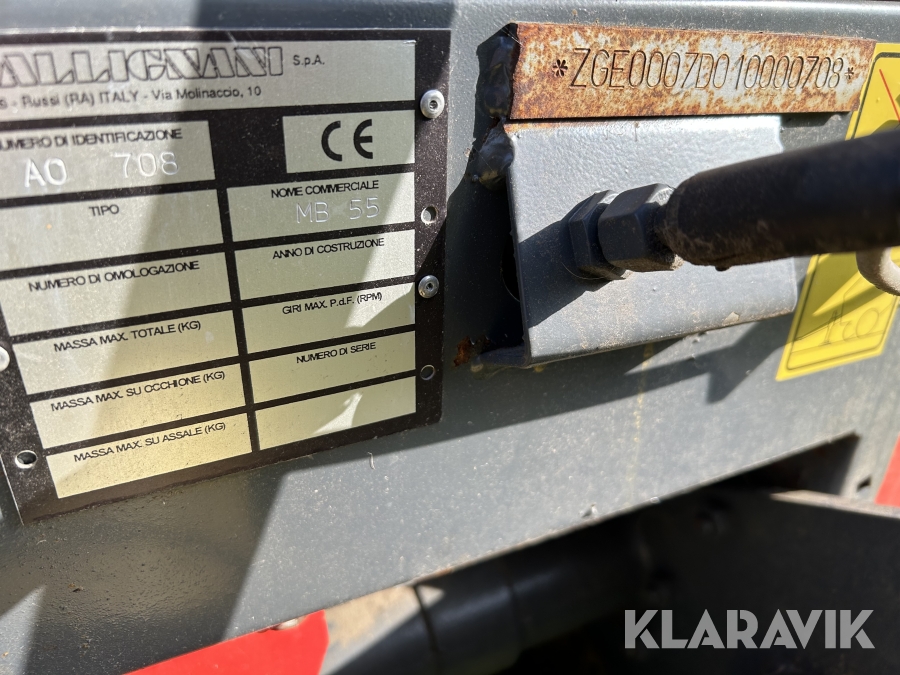 ALLIGNANI S.p.A.
s - Russi (RA) ITALY - Via Molinaccio, 10
NUMERO DI IDENTIFICAZIONE
AO 708
CE
TIPO
NOME COMMERCIALE
MB 55
NUMERO DI OMOLOGAZIONE
ANNO DI COSTRUZIONE
MASSA MAX. TOTALE (KG)
GIRI MAX. P.d.F. (RPM)
MASSA MAX. SU OCCHIONE (KG)
NUMERO DI SERIE
MASSA MAX. SU ASSALE (KG)
*ZGE0007D010000708*
KLARAVIK